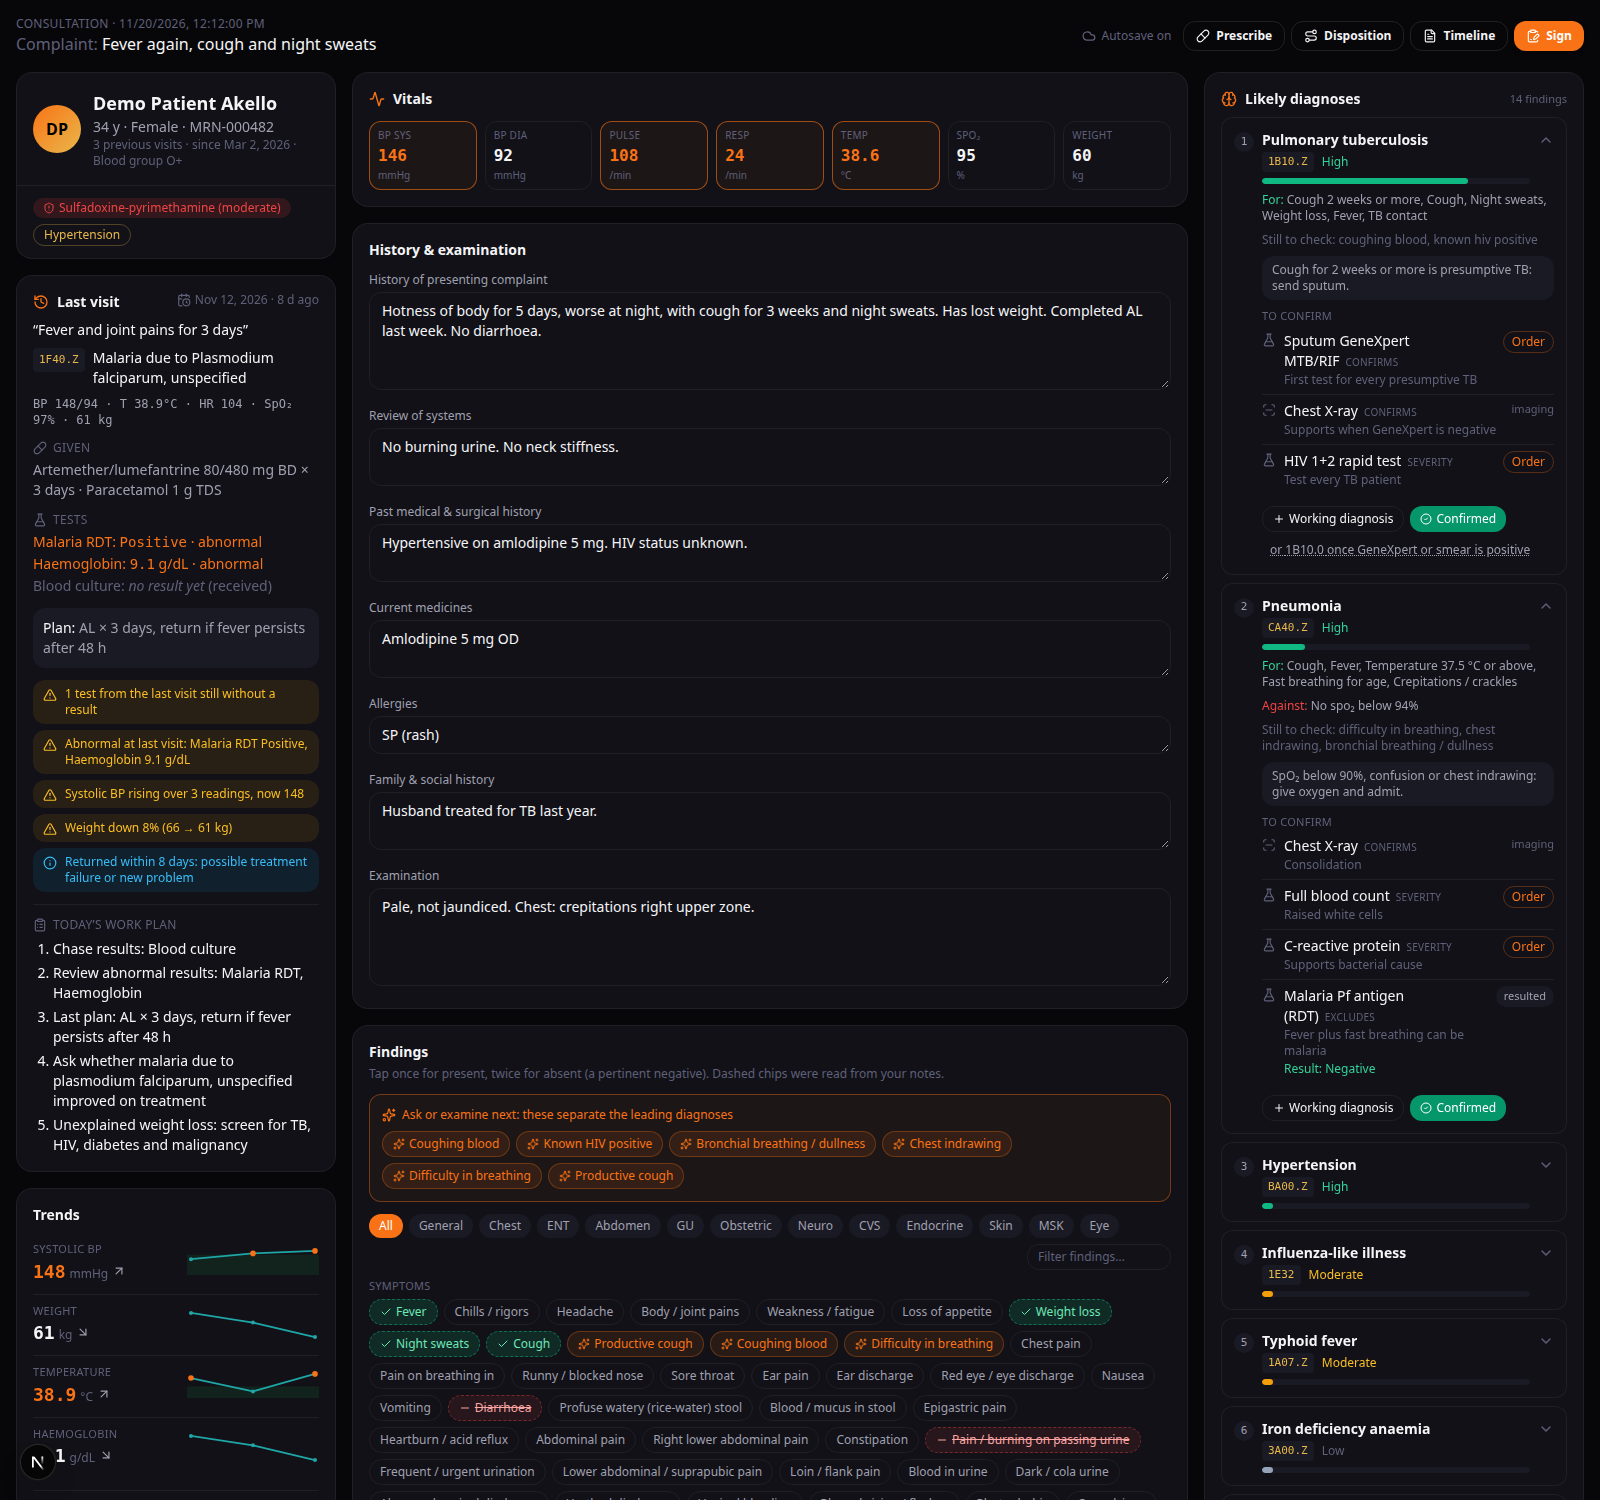 CONSULTATION · 11/20/2026, 12:12:00 PM
Complaint: Fever again, cough and night sweats
Autosave on
Prescribe
Disposition
Timeline
Sign
DP
Demo Patient Akello
34 y · Female · MRN-000482
3 previous visits · since Mar 2, 2026 ·
Blood group O+
Sulfadoxine-pyrimethamine (moderate)
Hypertension
Last visit
Nov 12, 2026 · 8 d ago
“Fever and joint pains for 3 days”
1F40.Z
Malaria due to Plasmodium
falciparum, unspecified
BP 148/94 · T 38.9°C · HR 104 · SpO₂
97% · 61 kg
GIVEN
Artemether/lumefantrine 80/480 mg BD ×
3 days · Paracetamol 1 g TDS
TESTS
Malaria RDT: Positive · abnormal
Haemoglobin: 9.1 g/dL · abnormal
Blood culture: no result yet (received)
Plan: AL × 3 days, return if fever persists
after 48 h
1 test from the last visit still without a
result
Abnormal at last visit: Malaria RDT Positive,
Haemoglobin 9.1 g/dL
Systolic BP rising over 3 readings, now 148
Weight down 8% (66 → 61 kg)
Returned within 8 days: possible treatment
failure or new problem
TODAY'S WORK PLAN
1. Chase results: Blood culture
2. Review abnormal results: Malaria RDT,
Haemoglobin
3. Last plan: AL × 3 days, return if fever
persists after 48 h
4. Ask whether malaria due to
plasmodium falciparum, unspecified
improved on treatment
5. Unexplained weight loss: screen for TB,
HIV, diabetes and malignancy
Trends
SYSTOLIC BP
148 mmHg
WEIGHT
61 kg
TEMPERATURE
38.9 °C
HAEMOGLOBIN
1 g/dL
N
Vitals
BP SYS
146
mmHg
BP DIA
92
mmHg
PULSE
108
/min
RESP
24
/min
TEMP
38.6
°C
SPO₂
95
%
WEIGHT
60
kg
History & examination
History of presenting complaint
Hotness of body for 5 days, worse at night, with cough for 3 weeks and night sweats. Has lost weight. Completed AL
last week. No diarrhoea.
Review of systems
No burning urine. No neck stiffness.
Past medical & surgical history
Hypertensive on amlodipine 5 mg. HIV status unknown.
Current medicines
Amlodipine 5 mg OD
Allergies
SP (rash)
Family & social history
Husband treated for TB last year.
Examination
Pale, not jaundiced. Chest: crepitations right upper zone.
Findings
Tap once for present, twice for absent (a pertinent negative). Dashed chips were read from your notes.
Ask or examine next: these separate the leading diagnoses
Coughing blood
Known HIV positive
Bronchial breathing / dullness
Chest indrawing
Difficulty in breathing
Productive cough
All
General
Chest
ENT
Abdomen
GU
Obstetric
Neuro
CVS
Endocrine
Skin
MSK
Eye
Filter findings...
SYMPTOMS
Fever
Chills / rigors
Headache
Body / joint pains
Weakness / fatigue
Loss of appetite
Weight loss
Night sweats
Cough
Productive cough
Coughing blood
Difficulty in breathing
Chest pain
Pain on breathing in
Runny / blocked nose
Sore throat
Ear pain
Ear discharge
Red eye / eye discharge
Nausea
Vomiting
Diarrhoea
Profuse watery (rice-water) stool
Blood / mucus in stool
Epigastric pain
Heartburn / acid reflux
Abdominal pain
Right lower abdominal pain
Constipation
Pain / burning on passing urine
Frequent / urgent urination
Lower abdominal / suprapubic pain
Loin / flank pain
Blood in urine
Dark / cola urine
Likely diagnoses
14 findings
1
Pulmonary tuberculosis
1B10.Z
High
For: Cough 2 weeks or more, Cough, Night sweats,
Weight loss, Fever, TB contact
Still to check: coughing blood, known hiv positive
Cough for 2 weeks or more is presumptive TB:
send sputum.
TO CONFIRM
Sputum GeneXpert
MTB/RIF CONFIRMS
First test for every presumptive TB
Order
Chest X-ray CONFIRMS
Supports when GeneXpert is negative
imaging
HIV 1+2 rapid test SEVERITY
Test every TB patient
Order
+ Working diagnosis
Confirmed
or 1B10.0 once GeneXpert or smear is positive
2
Pneumonia
CA40.Z
High
For: Cough, Fever, Temperature 37.5 °C or above,
Fast breathing for age, Crepitations / crackles
Against: No spo₂ below 94%
Still to check: difficulty in breathing, chest
indrawing, bronchial breathing / dullness
SpO₂ below 90%, confusion or chest indrawing:
give oxygen and admit.
TO CONFIRM
Chest X-ray CONFIRMS
Consolidation
imaging
Full blood count SEVERITY
Raised white cells
Order
C-reactive protein SEVERITY
Supports bacterial cause
Order
Malaria Pf antigen
(RDT) EXCLUDES
Fever plus fast breathing can be
malaria
Result: Negative
resulted
+ Working diagnosis
Confirmed
3
Hypertension
BA00.Z
High
4
Influenza-like illness
1E32
Moderate
5
Typhoid fever
1A07.Z
Moderate
6
Iron deficiency anaemia
3A00.Z
Low